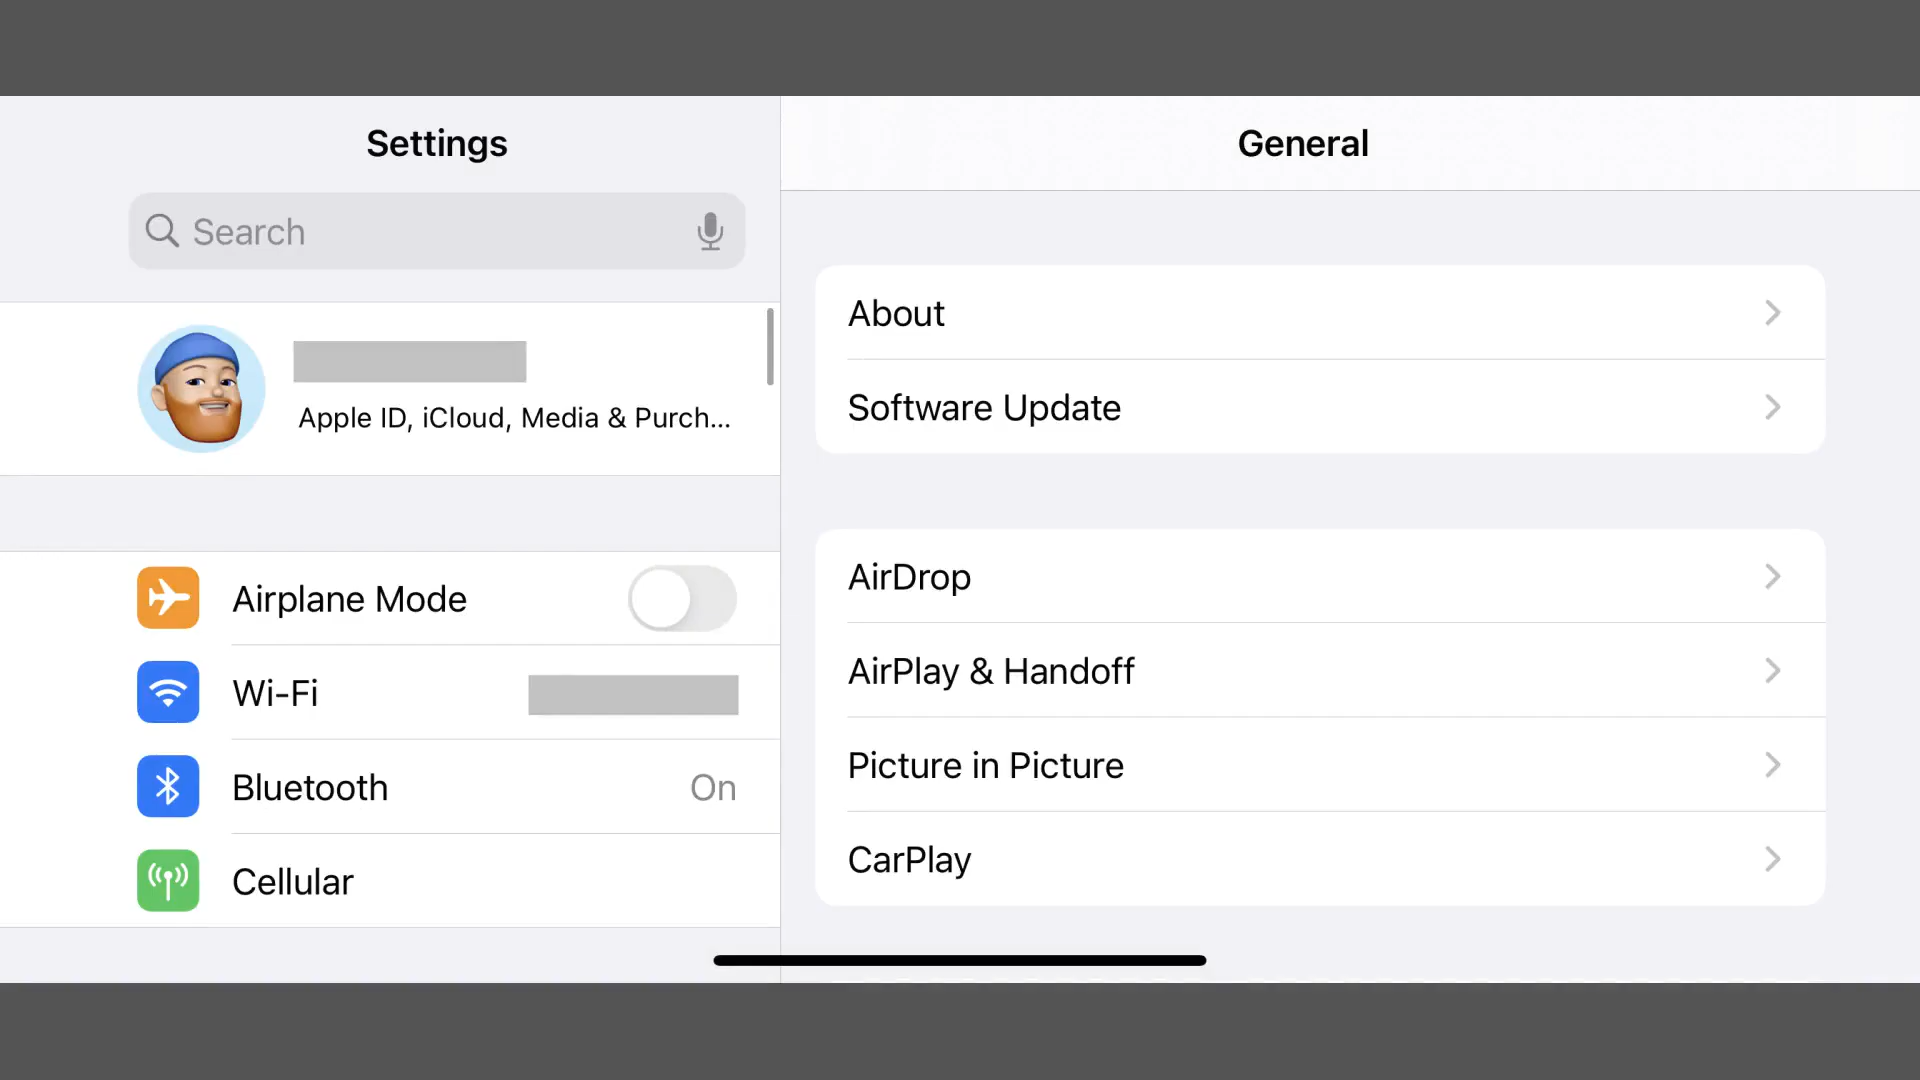 Settings
Search
Apple ID, iCloud, Media & Purch...
Airplane Mode
Wi-Fi
Bluetooth On
Cellular
General
About
Software Update
AirDrop
AirPlay & Handoff
Picture in Picture
CarPlay